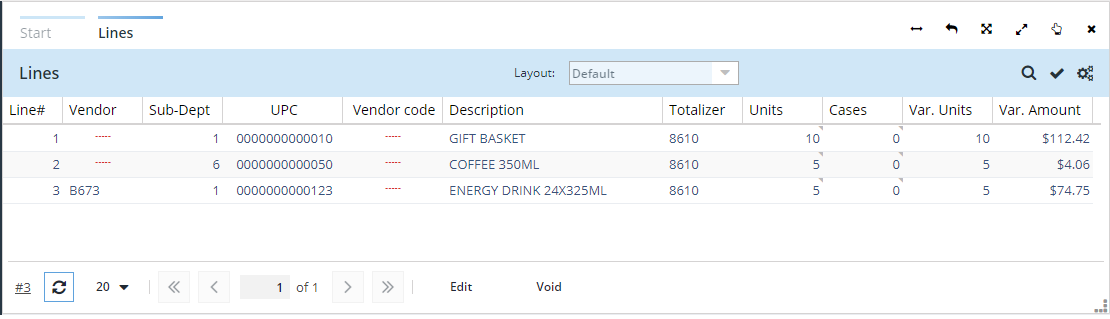 Start Lines
Lines Layout: Default
Line# Vendor Sub-Dept UPC Vendor code Description Totalizer Units Cases Var. Units Var. Amount
1 ----- 1 0000000000010 ----- GIFT BASKET 8610 10 0 10 $112.42
2 ----- 6 0000000000050 ----- COFFEE 350ML 8610 5 0 5 $4.06
3 B673 1 0000000000123 ----- ENERGY DRINK 24X325ML 8610 5 0 5 $74.75
#3 20 1 of 1 Edit Void